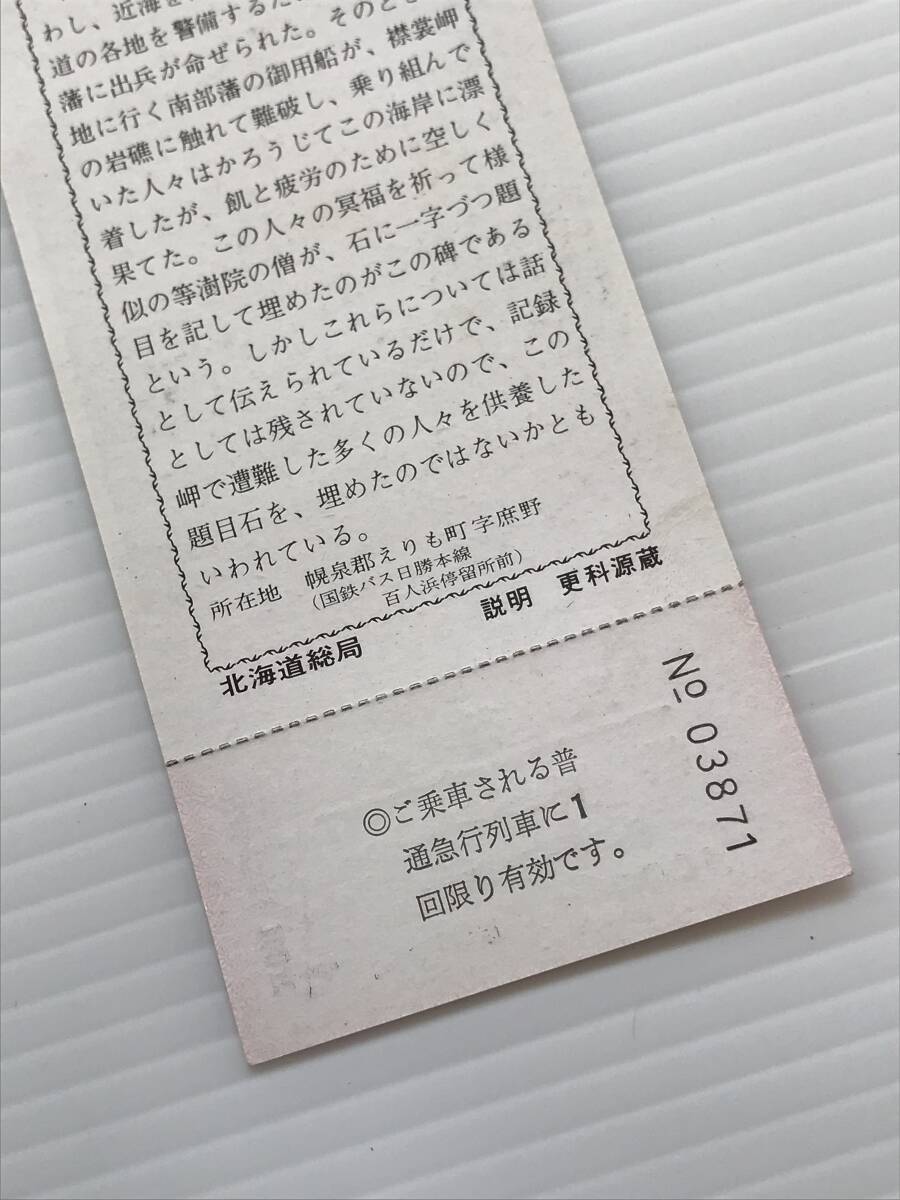 わし、近海を
道の各地を警備するた
藩に出兵が命ぜられた。そのとき
地に行く南部藩の御用船が、襟裳岬
の岩礁に触れて難破し、乗り組んで
いた人々はかろうじてこの海岸に漂
着したが、飢と疲労のために空しく
果てた。この人々の冥福を祈って様
似の等樹院の僧が、石に一字づつ題
目を記して埋めたのがこの碑である
という。しかしこれらについては話
として伝えられているだけで、記録
としては残されていないので、この
岬で遭難した多くの人々を供養した
題目石を、埋めたのではないかとも
いわれている。
所在地 幌泉郡えりも町字庶野
(国鉄バス日勝本線
百人浜停留所前)
説明 更科源蔵
北海道総局
№ 03871
◎ご乗車される普
通急行列車に1
回限り有効です。